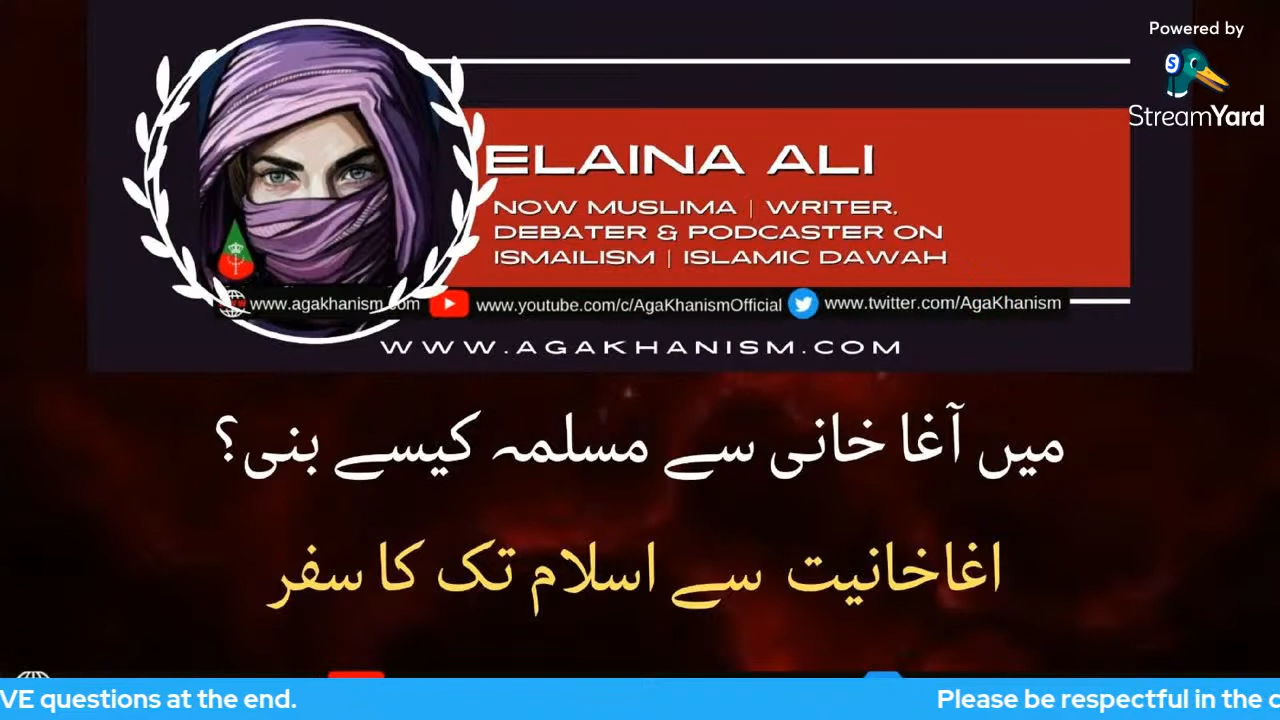 Powered by
StreamYard
ELAINA ALI
NOW MUSLIMA | WRITER,
DEBATER & PODCASTER ON
ISMAILISM | ISLAMIC DAWAH
www.agakhanism.com www.youtube.com/c/AgaKhanismOfficial www.twitter.com/AgaKhanism
WWW.AGAKHANISM.COM
میں آغا خانی سے مسلمہ کیسے بنی؟
اغاخانیت سے اسلام تک کا سفر
VE questions at the end. Please be respectful in the